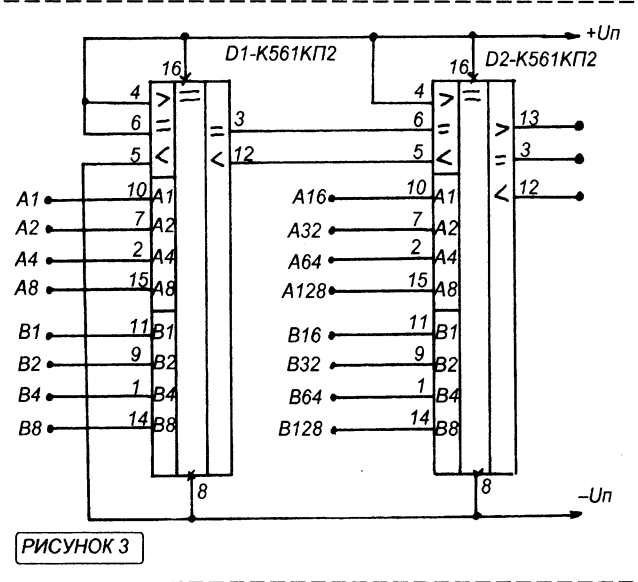 +Uп
D1-К561КП2 D2-К561КП2
16 16
4 > = 4 > =
6 = = 3 6 = > 13
5 < < 12 5 < = 3
A1 10 A1 A16 10 A1 < 12
A2 7 A2 A32 7 A2
A4 2 A4 A64 2 A4
A8 15 A8 A128 15 A8
B1 11 B1 B16 11 B1
B2 9 B2 B32 9 B2
B4 1 B4 B64 1 B4
B8 14 B8 B128 14 B8
8 8
–Uп
РИСУНОК 3